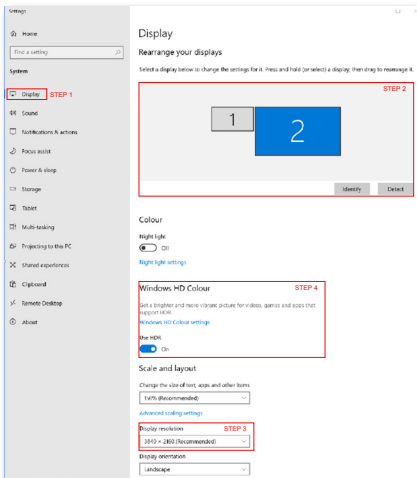 Settings
Home
Find a setting
System
Display STEP 1
Sound
Notifications & actions
Focus assist
Power & sleep
Storage
Tablet
Multi-tasking
Projecting to this PC
Shared experiences
Clipboard
Remote Desktop
About
Display
Rearrange your displays
Select a display below to change the settings for it. Press and hold (or select) a display, then drag to rearrange it.
STEP 2
1
2
Identify Detect
Colour
Night light
Off
Night light settings
Windows HD Colour STEP 4
Get a brighter and more vibrant picture for videos, games and apps that
support HDR.
Windows HD Colour settings
Use HDR
On
Scale and layout
Change the size of text, apps and other items
150% (Recommended)
Advanced scaling settings
Display resolution STEP 3
3840 × 2160 (Recommended)
Display orientation
Landscape